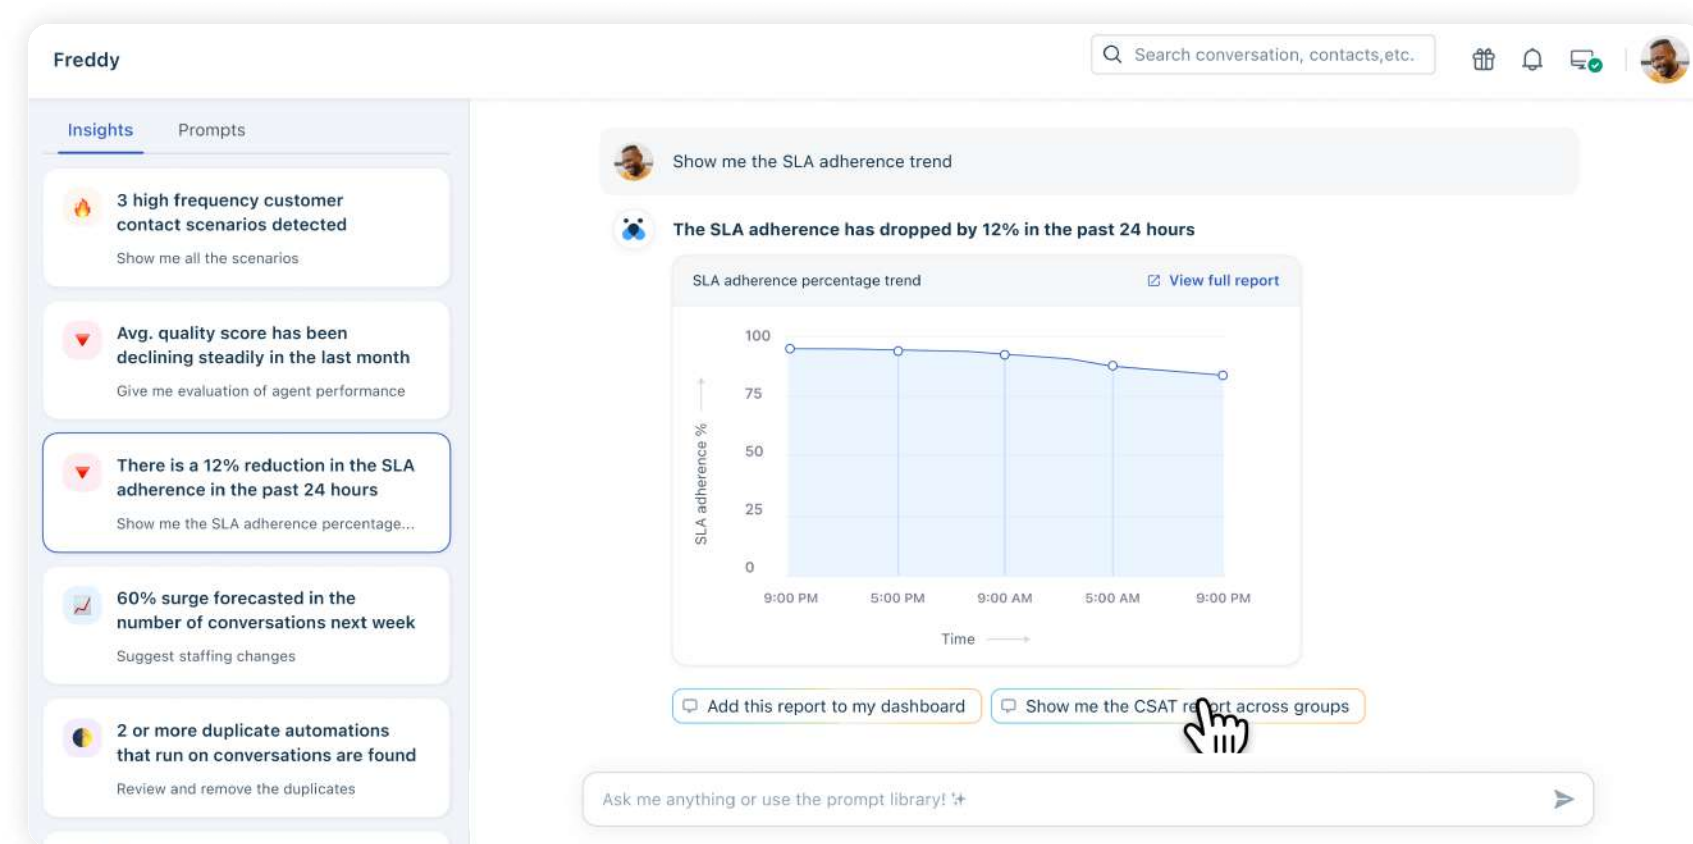 Freddy
Search conversation, contacts,etc.
Insights
Prompts
3 high frequency customer
contact scenarios detected
Show me all the scenarios
Avg. quality score has been
declining steadily in the last month
Give me evaluation of agent performance
There is a 12% reduction in the SLA
adherence in the past 24 hours
Show me the SLA adherence percentage...
60% surge forecasted in the
number of conversations next week
Suggest staffing changes
2 or more duplicate automations
that run on conversations are found
Review and remove the duplicates
Show me the SLA adherence trend
The SLA adherence has dropped by 12% in the past 24 hours
SLA adherence percentage trend
View full report
SLA adherence %
100
75
50
25
0
9:00 PM
5:00 PM
9:00 AM
5:00 AM
9:00 PM
Time
Add this report to my dashboard
Show me the CSAT report across groups
Ask me anything or use the prompt library!